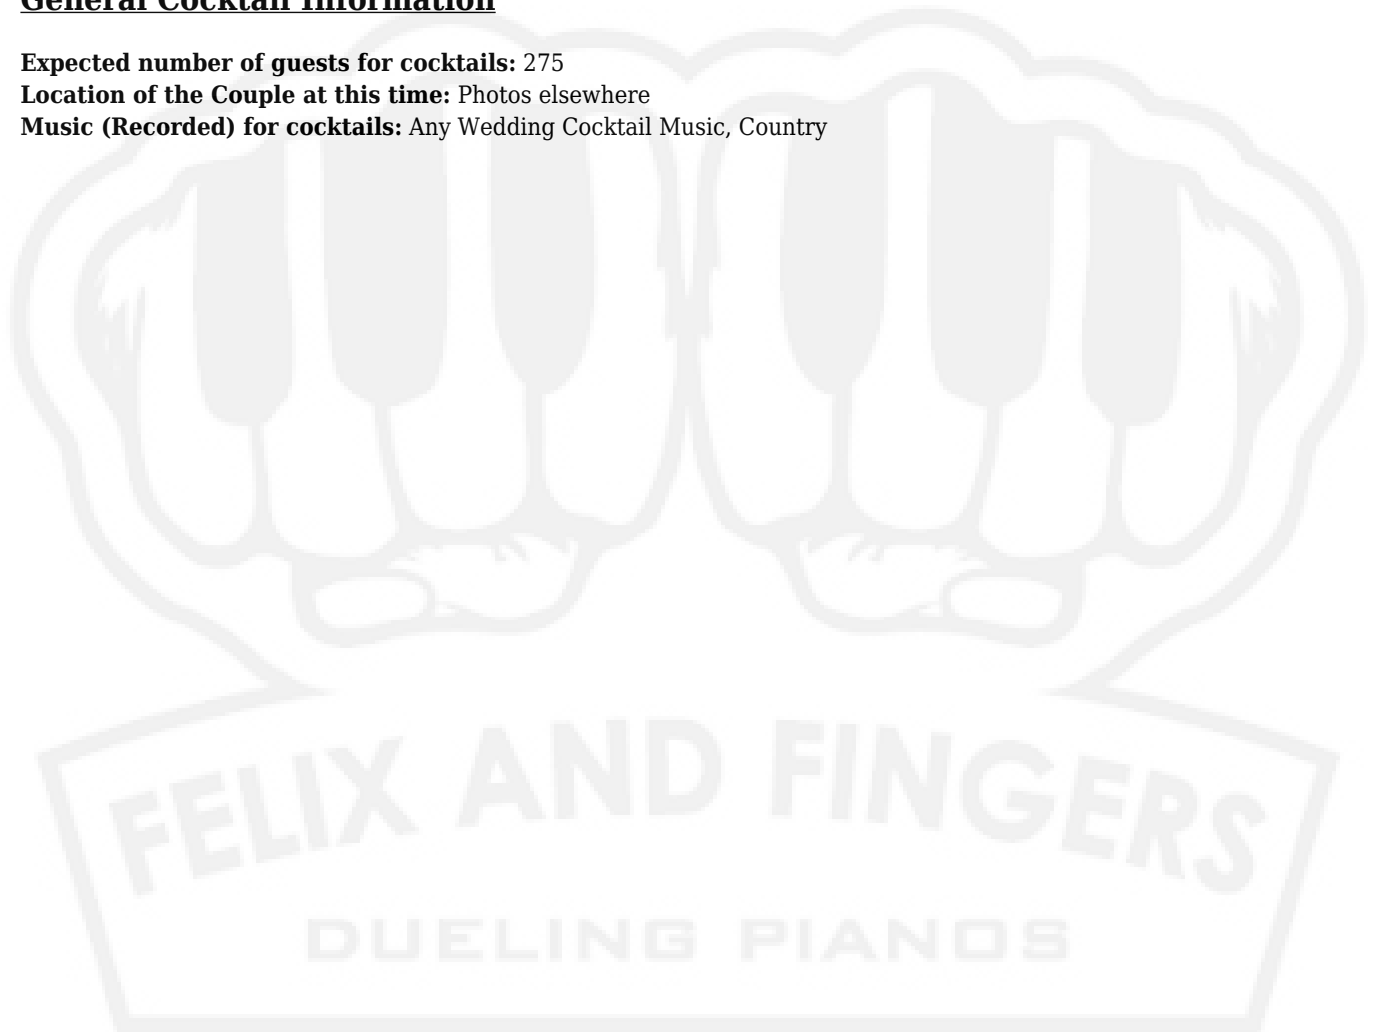 General Cocktail Information
Expected number of guests for cocktails: 275
Location of the Couple at this time: Photos elsewhere
Music (Recorded) for cocktails: Any Wedding Cocktail Music, Country
FELIX AND FINGERS
DUELING PIANOS